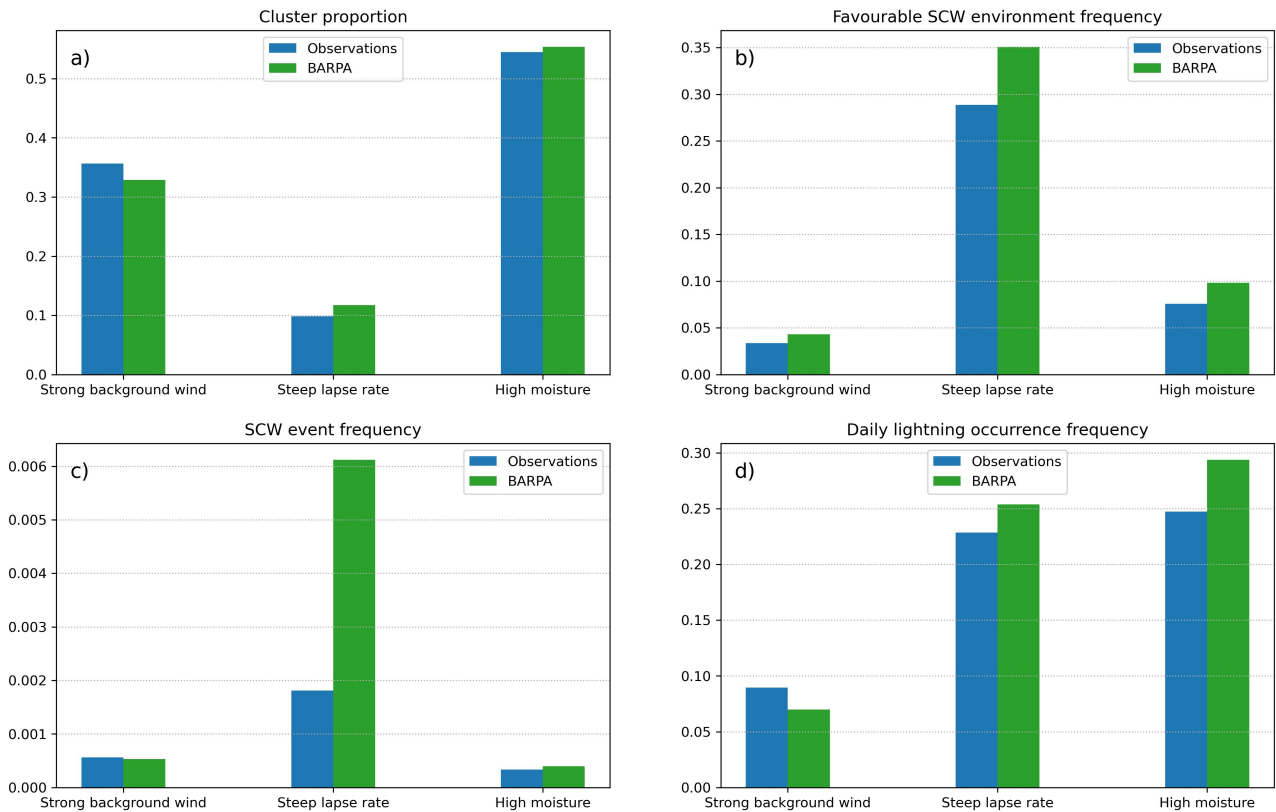 Cluster proportion
a)
Observations
BARPA
0.5
0.4
0.3
0.2
0.1
0.0
Strong background wind
Steep lapse rate
High moisture
Favourable SCW environment frequency
b)
Observations
BARPA
0.35
0.30
0.25
0.20
0.15
0.10
0.05
0.00
Strong background wind
Steep lapse rate
High moisture
SCW event frequency
c)
Observations
BARPA
0.006
0.005
0.004
0.003
0.002
0.001
0.000
Strong background wind
Steep lapse rate
High moisture
Daily lightning occurrence frequency
d)
Observations
BARPA
0.30
0.25
0.20
0.15
0.10
0.05
0.00
Strong background wind
Steep lapse rate
High moisture